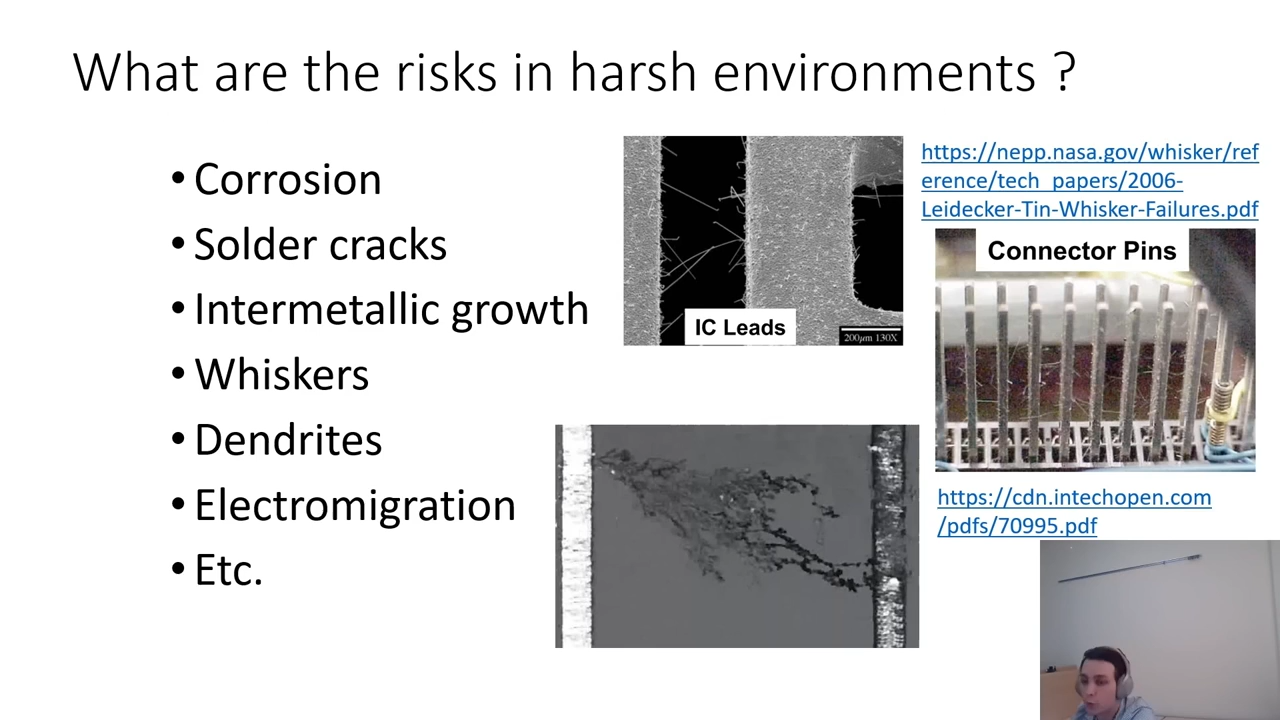 What are the risks in harsh environments ?
• Corrosion
• Solder cracks
• Intermetallic growth
• Whiskers
• Dendrites
• Electromigration
• Etc.
IC Leads
200µm 130X
https://nepp.nasa.gov/whisker/ref
erence/tech_papers/2006-
Leidecker-Tin-Whisker-Failures.pdf
Connector Pins
https://cdn.intechopen.com
/pdfs/70995.pdf